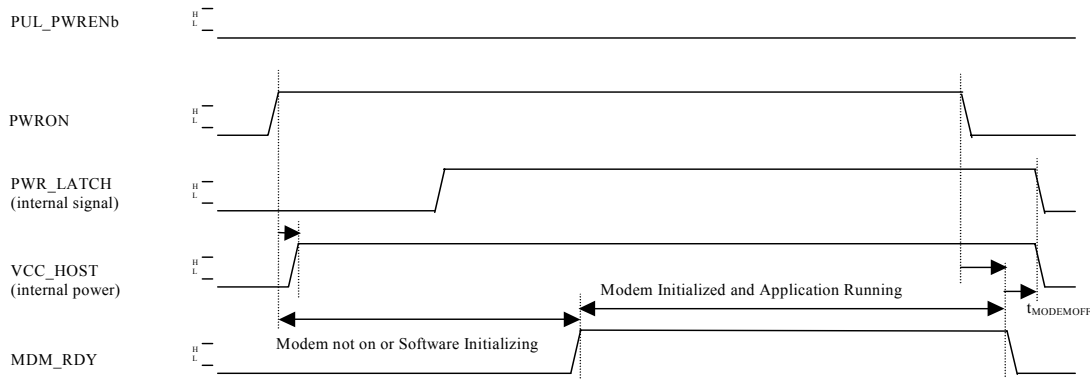 PUL_PWRENb
H
L
PWRON
H
L
PWR_LATCH
(internal signal)
H
L
VCC_HOST
(internal power)
H
L
Modem Initialized and Application Running
tMODEMOFF
Modem not on or Software Initializing
MDM_RDY
H
L